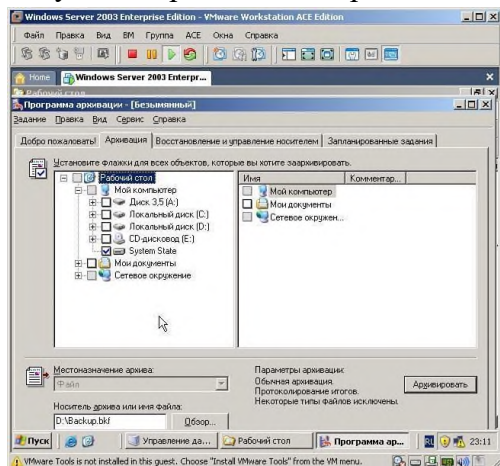 Windows Server 2003 Enterprise Edition - VMware Workstation ACE Edition
Файл Правка Вид ВМ Группа ACE Окна Справка
Home Windows Server 2003 Enterpr...
Рабочий стол
Программа архивации - [Безымянный]
Задание Правка Вид Сервис Справка
Добро пожаловать! Архивация Восстановление и управление носителем Запланированные задания
Установите флажки для всех объектов, которые вы хотите заархивировать.
Рабочий стол
Мой компьютер
Диск 3,5 (A:)
Локальный диск (C:)
Локальный диск (D:)
CD-дисковод (E:)
System State
Мои документы
Сетевое окружение
Имя Комментар...
Мой компьютер
Мои документы
Сетевое окружен...
Местоназначение архива:
Файл
Носитель архива или имя файла:
D:\Backup.bkf Обзор...
Параметры архивации:
Обычная архивация.
Протоколирование итогов.
Некоторые типы файлов исключены.
Архивировать
Пуск Управление да... Рабочий стол Программа ар... RL 23:11
VMware Tools is not installed in this guest. Choose "Install VMware Tools" from the VM menu.